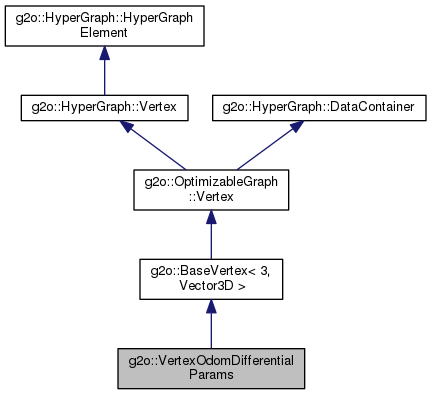 g2o::HyperGraph::HyperGraph
Element
g2o::HyperGraph::Vertex
g2o::HyperGraph::DataContainer
g2o::OptimizableGraph
::Vertex
g2o::BaseVertex< 3,
Vector3D >
g2o::VertexOdomDifferential
Params